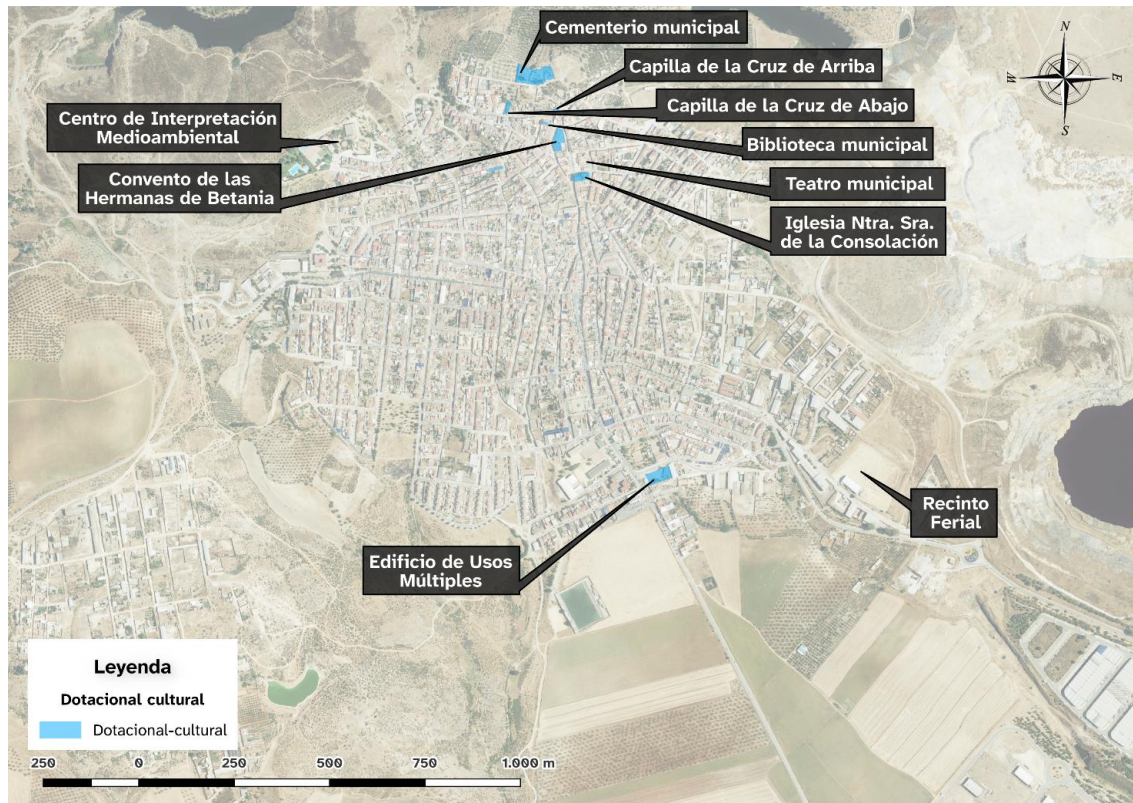 Cementerio municipal
N
Capilla de la Cruz de Arriba
W
E
Capilla de la Cruz de Abajo
Centro de Interpretación
Medioambiental
S
Biblioteca municipal
Convento de las
Hermanas de Betania
Teatro municipal
Iglesia Ntra. Sra.
de la Consolación
Recinto
Ferial
Edificio de Usos
Múltiples
Leyenda
Dotacional cultural
Dotacional-cultural
250 0 250 500 750 1.000 m